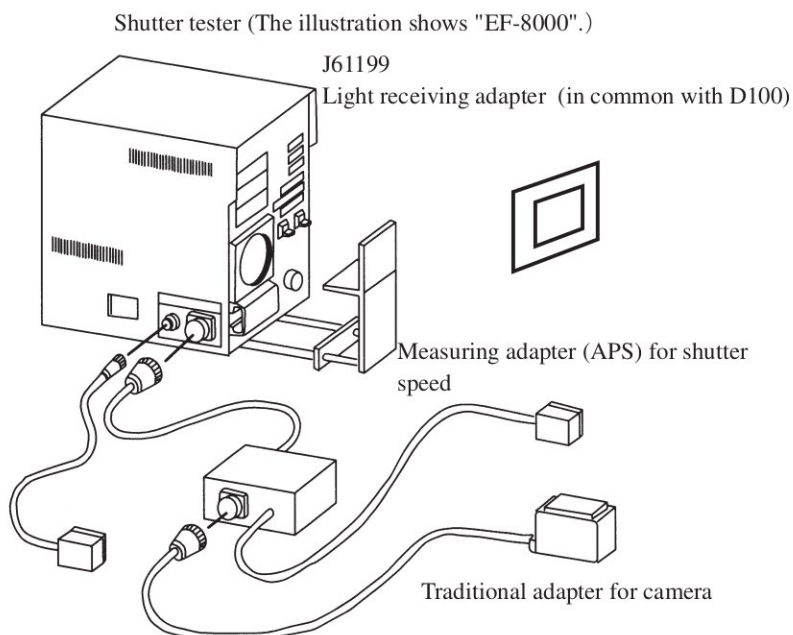 Shutter tester (The illustration shows "EF-8000".)
J61199
Light receiving adapter (in common with D100)
Measuring adapter (APS) for shutter
speed
Traditional adapter for camera